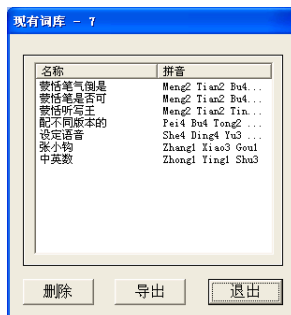 现有词库 - 7
名称 拼音
蒙恬笔气倒是 Meng2 Tian2 Bu4...
蒙恬笔是否可 Meng2 Tian2 Bu4...
蒙恬听写王 Meng2 Tian2 Tin...
配不同版本的 Pei4 Bu4 Tong2 ...
设定语音 She4 Ding4 Yu3 ...
张小钩 Zhang1 Xiao3 Gou1
中英数 Zhong1 Ying1 Shu3
删除 导出 退出